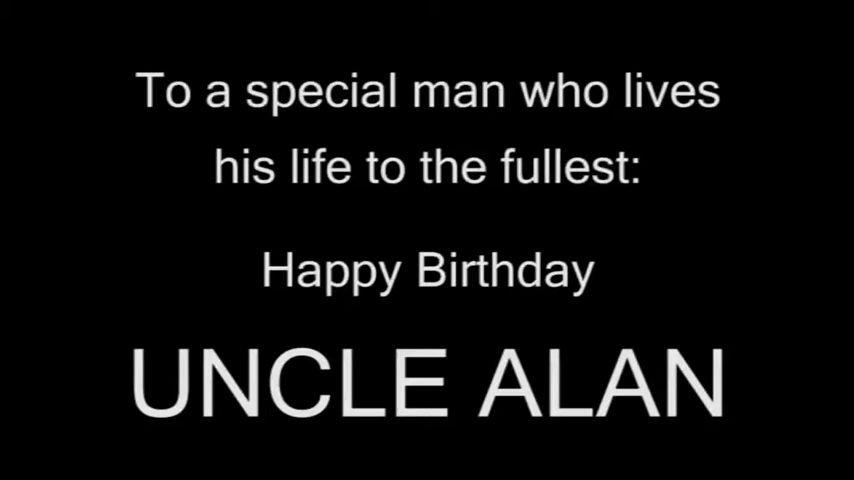 To a special man who lives
his life to the fullest:
Happy Birthday
UNCLE ALAN